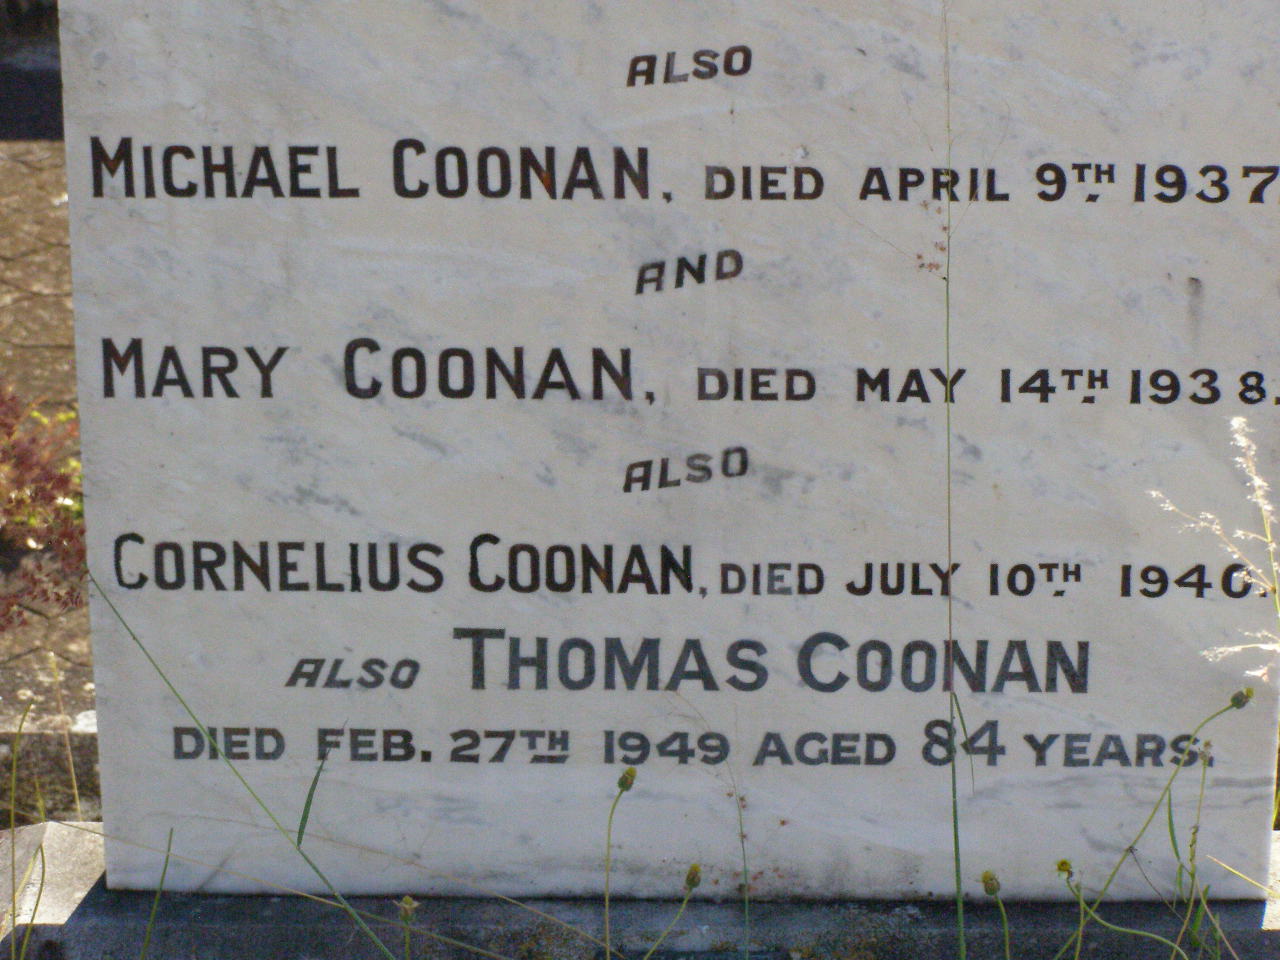 ALSO
MICHAEL COONAN, DIED APRIL 9TH 1937
AND
MARY COONAN, DIED MAY 14TH 1938.
ALSO
CORNELIUS COONAN, DIED JULY 10TH 1940.
ALSO THOMAS COONAN
DIED FEB. 27TH 1949 AGED 84 YEARS.